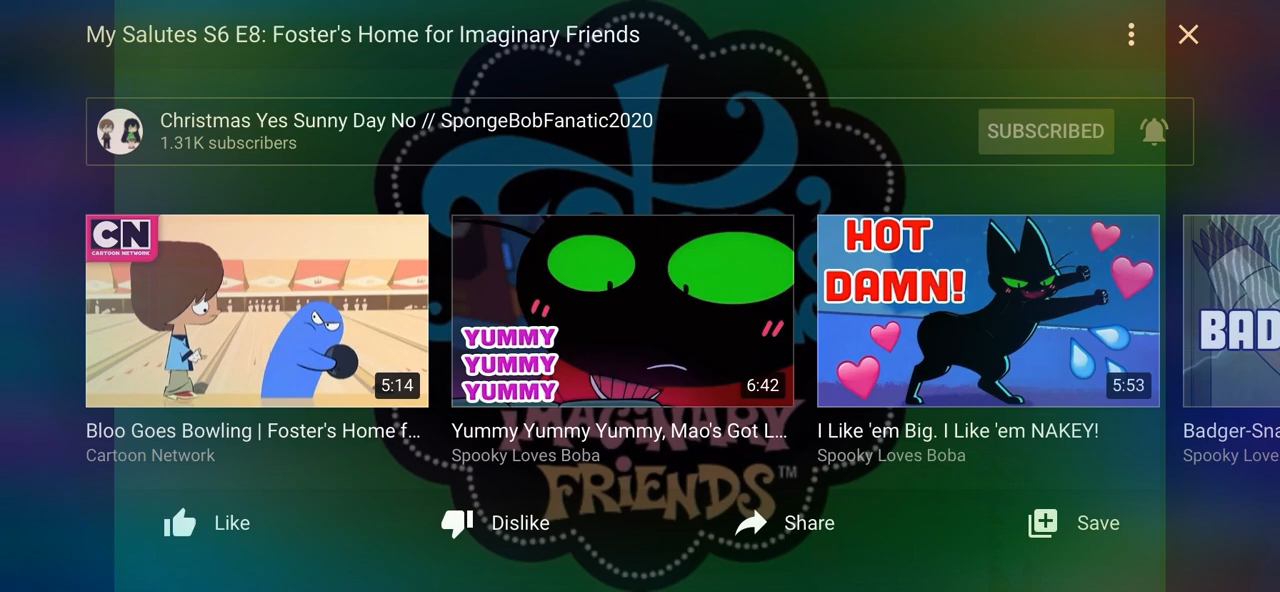 My Salutes S6 E8: Foster's Home for Imaginary Friends
Christmas Yes Sunny Day No // SpongeBobFanatic2020
1.31K subscribers
SUBSCRIBED
CN
CARTOON NETWORK
5:14
YUMMY
YUMMY
YUMMY
6:42
HOT
DAMN!
5:53
BAD
Bloo Goes Bowling | Foster's Home f...
Cartoon Network
Yummy Yummy Yummy, Mao's Got L...
Spooky Loves Boba
I Like 'em Big. I Like 'em NAKEY!
Spooky Loves Boba
Badger-Sna
Spooky Love
IMAGINARY
FRIENDS™
Like
Dislike
Share
Save